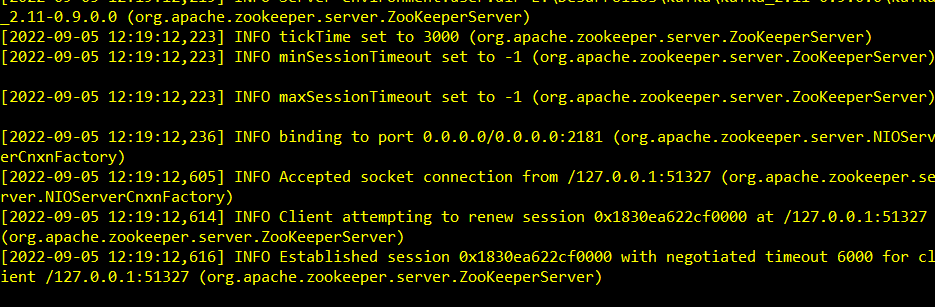 _2.11-0.9.0.0 (org.apache.zookeeper.server.ZooKeeperServer)
[2022-09-05 12:19:12,223] INFO tickTime set to 3000 (org.apache.zookeeper.server.ZooKeeperServer)
[2022-09-05 12:19:12,223] INFO minSessionTimeout set to -1 (org.apache.zookeeper.server.ZooKeeperServer)
[2022-09-05 12:19:12,223] INFO maxSessionTimeout set to -1 (org.apache.zookeeper.server.ZooKeeperServer)
[2022-09-05 12:19:12,236] INFO binding to port 0.0.0.0/0.0.0.0:2181 (org.apache.zookeeper.server.NIOServ
erCnxnFactory)
[2022-09-05 12:19:12,605] INFO Accepted socket connection from /127.0.0.1:51327 (org.apache.zookeeper.se
rver.NIOServerCnxnFactory)
[2022-09-05 12:19:12,614] INFO Client attempting to renew session 0x1830ea622cf0000 at /127.0.0.1:51327
(org.apache.zookeeper.server.ZooKeeperServer)
[2022-09-05 12:19:12,616] INFO Established session 0x1830ea622cf0000 with negotiated timeout 6000 for cl
ient /127.0.0.1:51327 (org.apache.zookeeper.server.ZooKeeperServer)